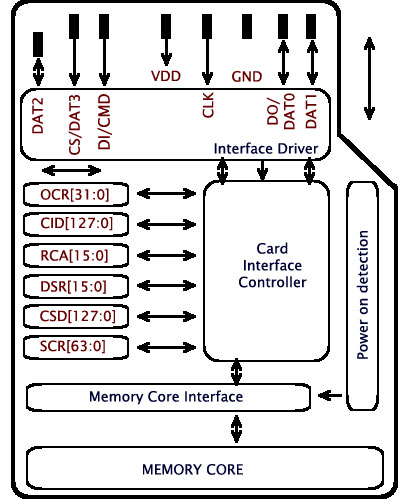 DAT2
CS/DAT3
DI/CMD
VDD
CLK
GND
DO/
DAT0
DAT1
Interface Driver
OCR[31:0]
CID[127:0]
RCA[15:0]
DSR[15:0]
CSD[127:0]
SCR[63:0]
Card
Interface
Controller
Power on detection
Memory Core Interface
MEMORY CORE